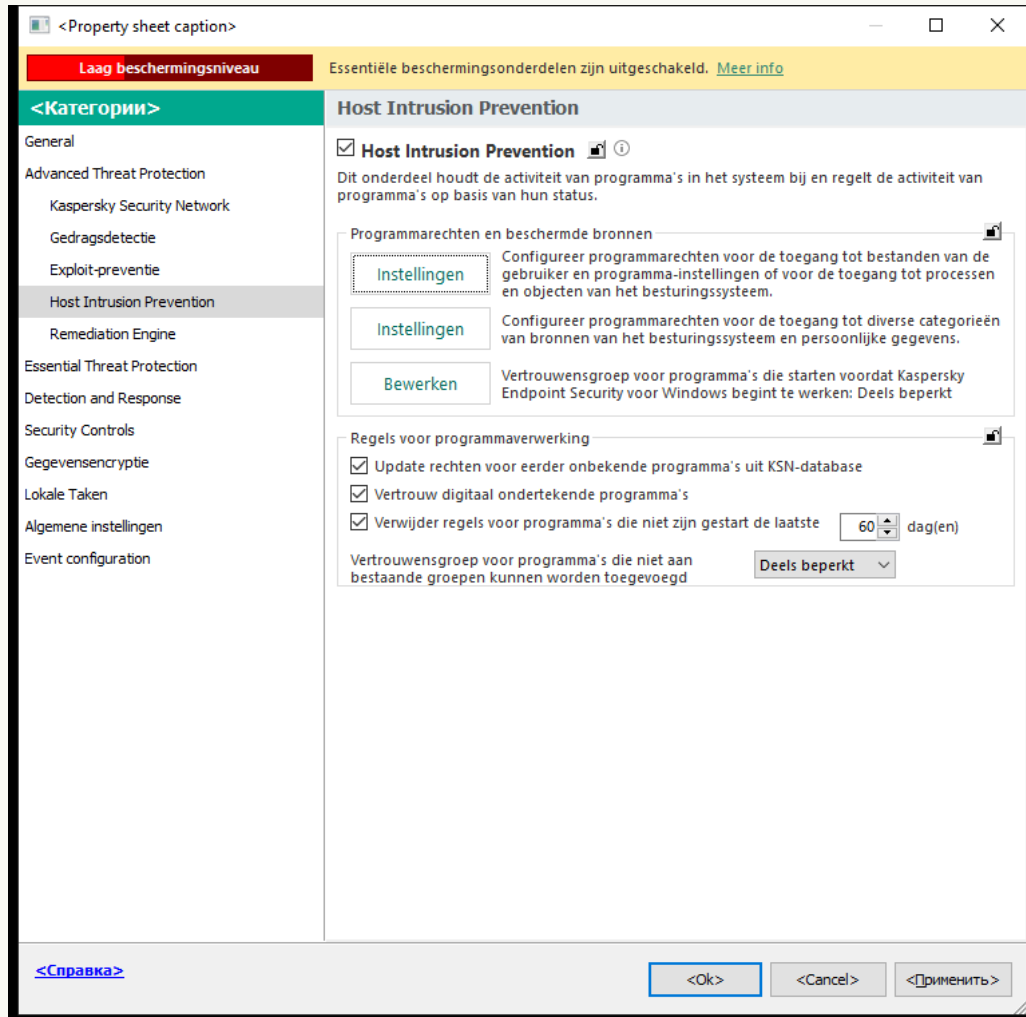 <Property sheet caption>
Laag beschermingsniveau
Essentiële beschermingsonderdelen zijn uitgeschakeld. Meer info
<Категории>
General
Advanced Threat Protection
Kaspersky Security Network
Gedragsdetectie
Exploit-preventie
Host Intrusion Prevention
Remediation Engine
Essential Threat Protection
Detection and Response
Security Controls
Gegevensencryptie
Lokale Taken
Algemene instellingen
Event configuration
Host Intrusion Prevention
Host Intrusion Prevention
Dit onderdeel houdt de activiteit van programma's in het systeem bij en regelt de activiteit van
programma's op basis van hun status.
Programmarechten en beschermde bronnen
Instellingen
Configureer programmarechten voor de toegang tot bestanden van de
gebruiker en programma-instellingen of voor de toegang tot processen
en objecten van het besturingssysteem.
Instellingen
Configureer programmarechten voor de toegang tot diverse categorieën
van bronnen van het besturingssysteem en persoonlijke gegevens.
Bewerken
Vertrouwensgroep voor programma's die starten voordat Kaspersky
Endpoint Security voor Windows begint te werken: Deels beperkt
Regels voor programmaverwerking
Update rechten voor eerder onbekende programma's uit KSN-database
Vertrouw digitaal ondertekende programma's
Verwijder regels voor programma's die niet zijn gestart de laatste 60 dag(en)
Vertrouwensgroep voor programma's die niet aan
bestaande groepen kunnen worden toegevoegd
Deels beperkt
<Справка>
<Ok>
<Cancel>
<Применить>